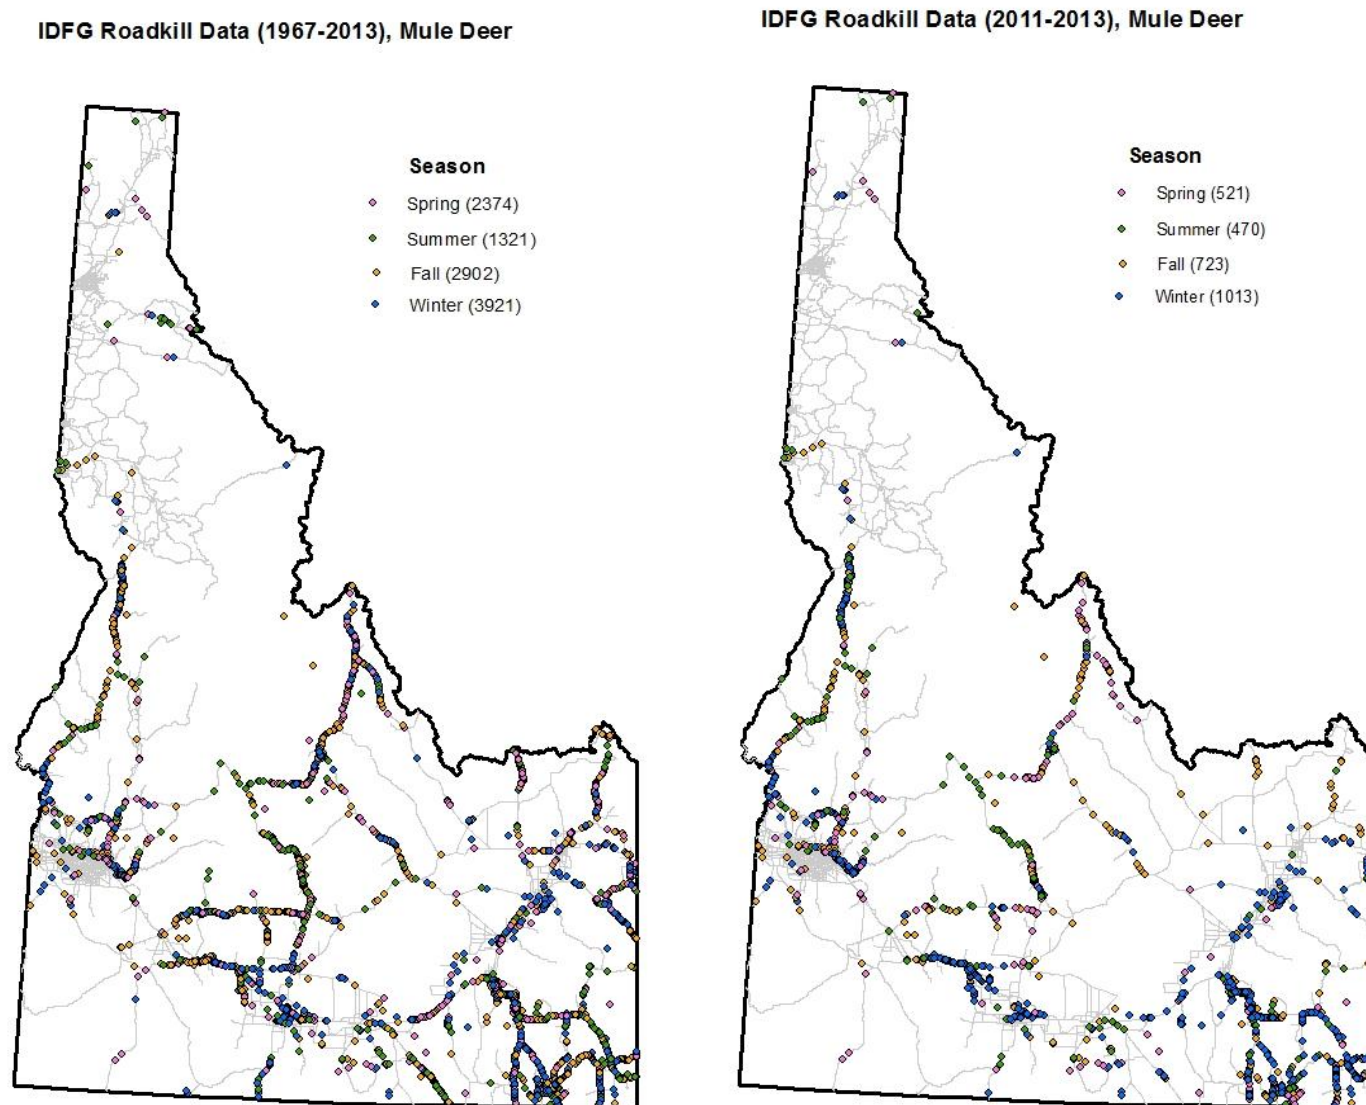 IDFG Roadkill Data (1967-2013), Mule Deer
Season
Spring (2374)
Summer (1321)
Fall (2902)
Winter (3921)
IDFG Roadkill Data (2011-2013), Mule Deer
Season
Spring (521)
Summer (470)
Fall (723)
Winter (1013)